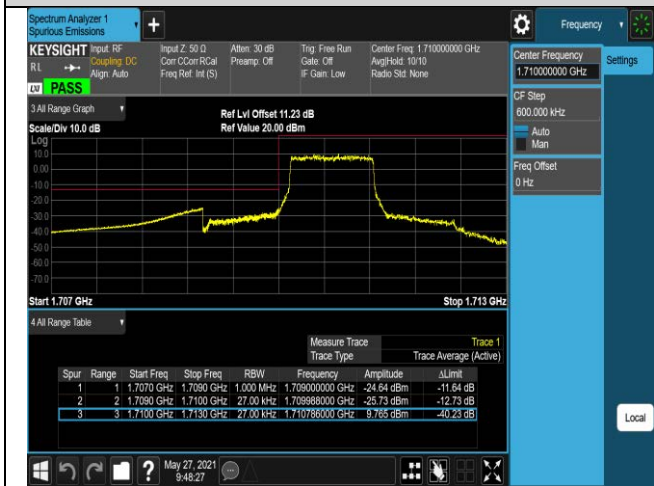 Spectrum Analyzer 1
Spurious Emissions
+
Frequency
KEYSIGHT
RL
PASS
Input: RF
Coupling: DC
Align: Auto
Input Z: 50 Ω
Corr CCorr RCal
Freq Ref: Int (S)
Atten: 30 dB
Preamp: Off
Trig: Free Run
Gate: Off
IF Gain: Low
Center Freq: 1.710000000 GHz
Avg|Hold: 10/10
Radio Std: None
Center Frequency
1.710000000 GHz
Settings
CF Step
600.000 kHz
Auto
Man
Freq Offset
0 Hz
3 All Range Graph
Scale/Div 10.0 dB
Ref Lvl Offset 11.23 dB
Ref Value 20.00 dBm
Log
10.0
0.00
-10.0
-20.0
-30.0
-40.0
-50.0
-60.0
-70.0
Start 1.707 GHz
Stop 1.713 GHz
4 All Range Table
Measure Trace Trace 1
Trace Type Trace Average (Active)
Spur Range Start Freq Stop Freq RBW Frequency Amplitude ΔLimit
1 1 1.7070 GHz 1.7090 GHz 1.000 MHz 1.709000000 GHz -24.64 dBm -11.64 dB
2 2 1.7090 GHz 1.7100 GHz 27.00 kHz 1.709988000 GHz -25.73 dBm -12.73 dB
3 3 1.7100 GHz 1.7130 GHz 27.00 kHz 1.710786000 GHz 9.765 dBm -40.23 dB
Local
?
May 27, 2021
9:48:27